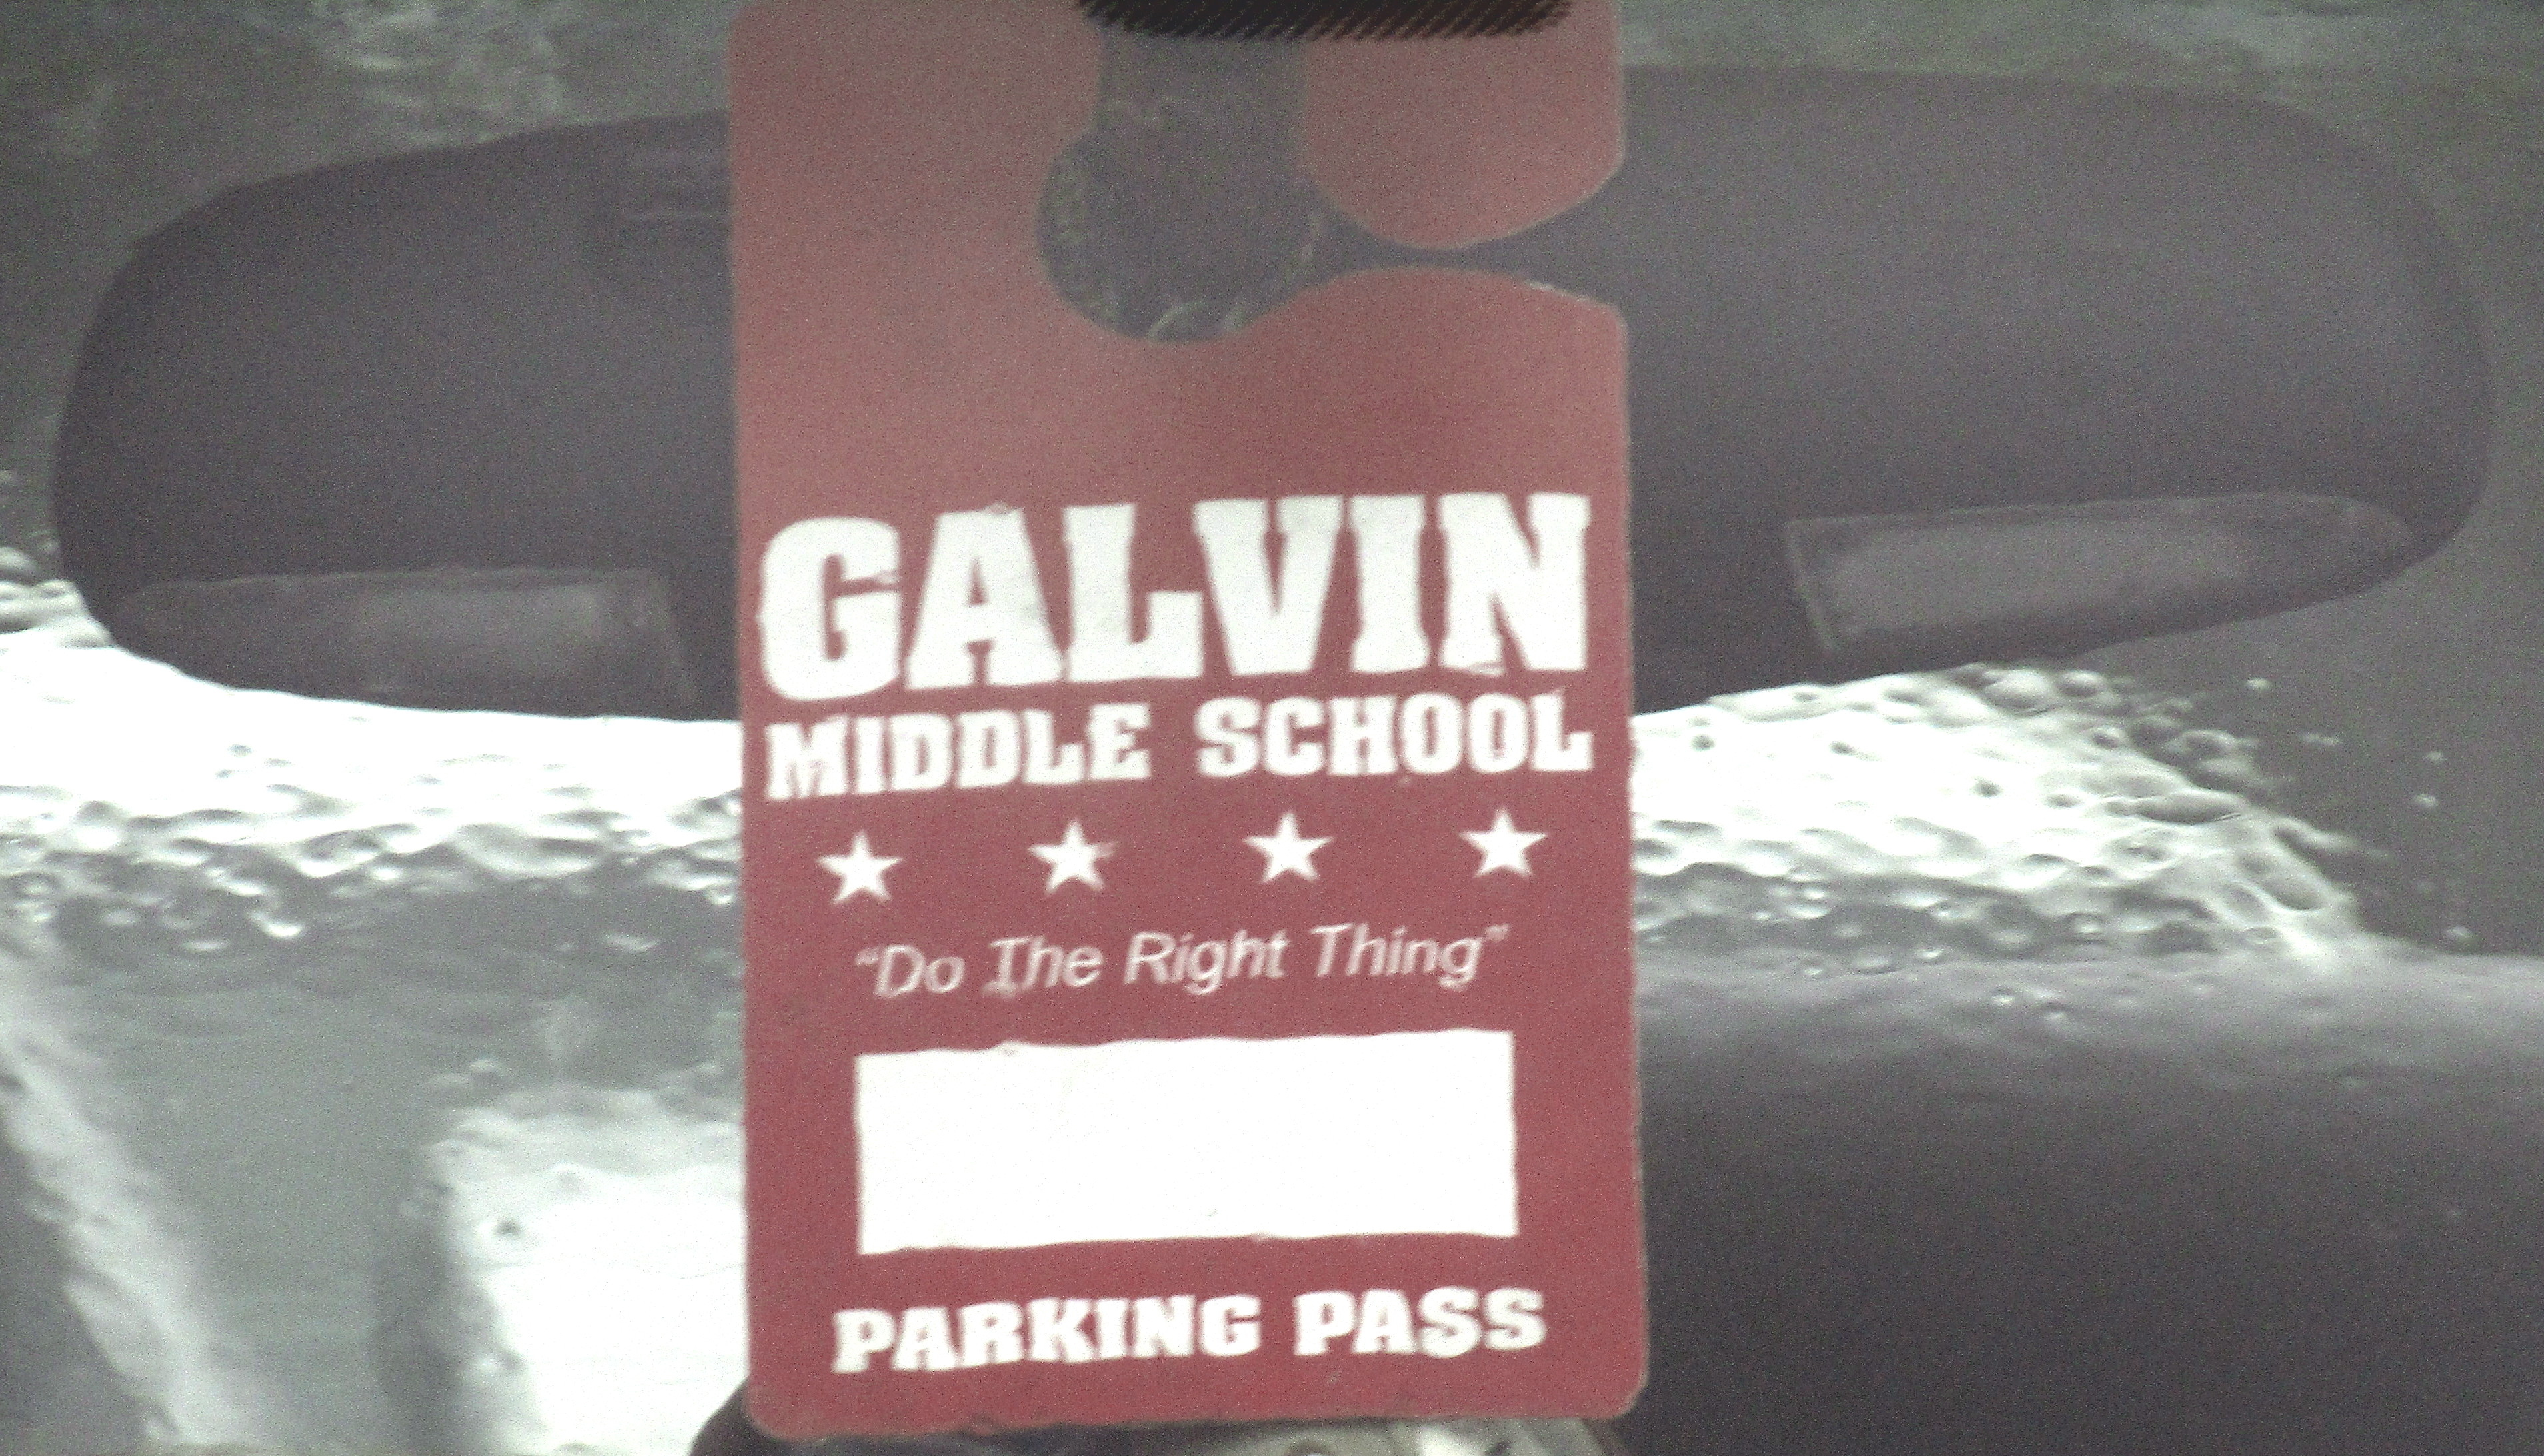 GALVIN
MIDDLE SCHOOL
“Do The Right Thing”
PARKING PASS